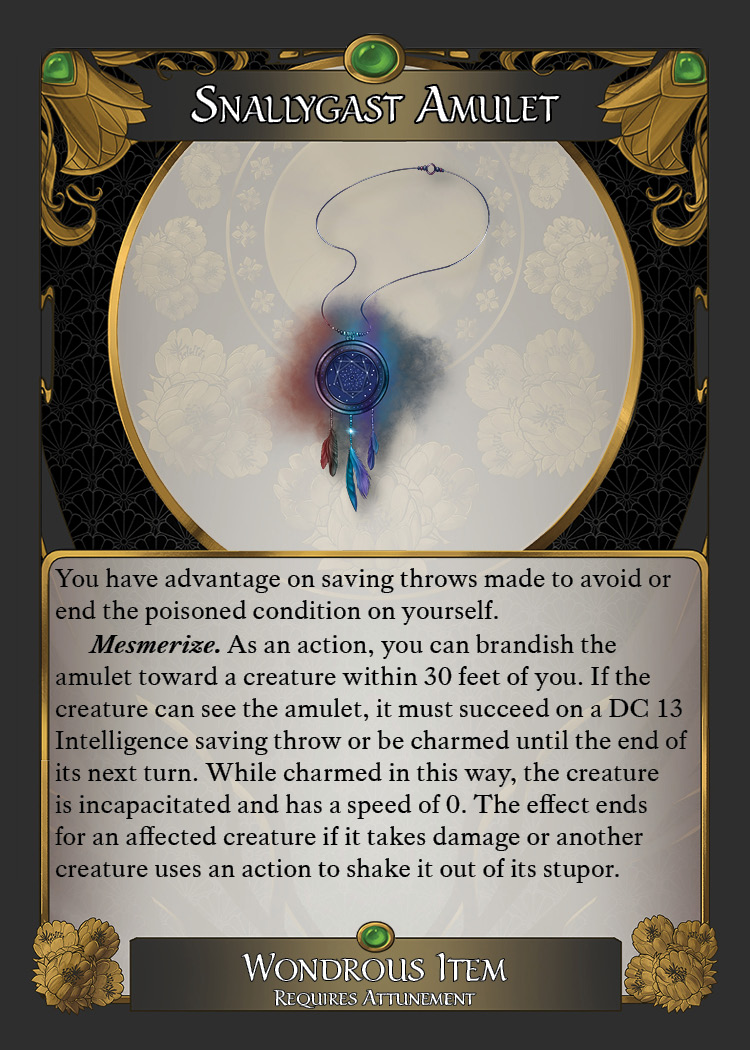 Snallygast Amulet
You have advantage on saving throws made to avoid or
end the poisoned condition on yourself.
Mesmerize. As an action, you can brandish the
amulet toward a creature within 30 feet of you. If the
creature can see the amulet, it must succeed on a DC 13
Intelligence saving throw or be charmed until the end of
its next turn. While charmed in this way, the creature
is incapacitated and has a speed of 0. The effect ends
for an affected creature if it takes damage or another
creature uses an action to shake it out of its stupor.
Wondrous Item
Requires Attunement